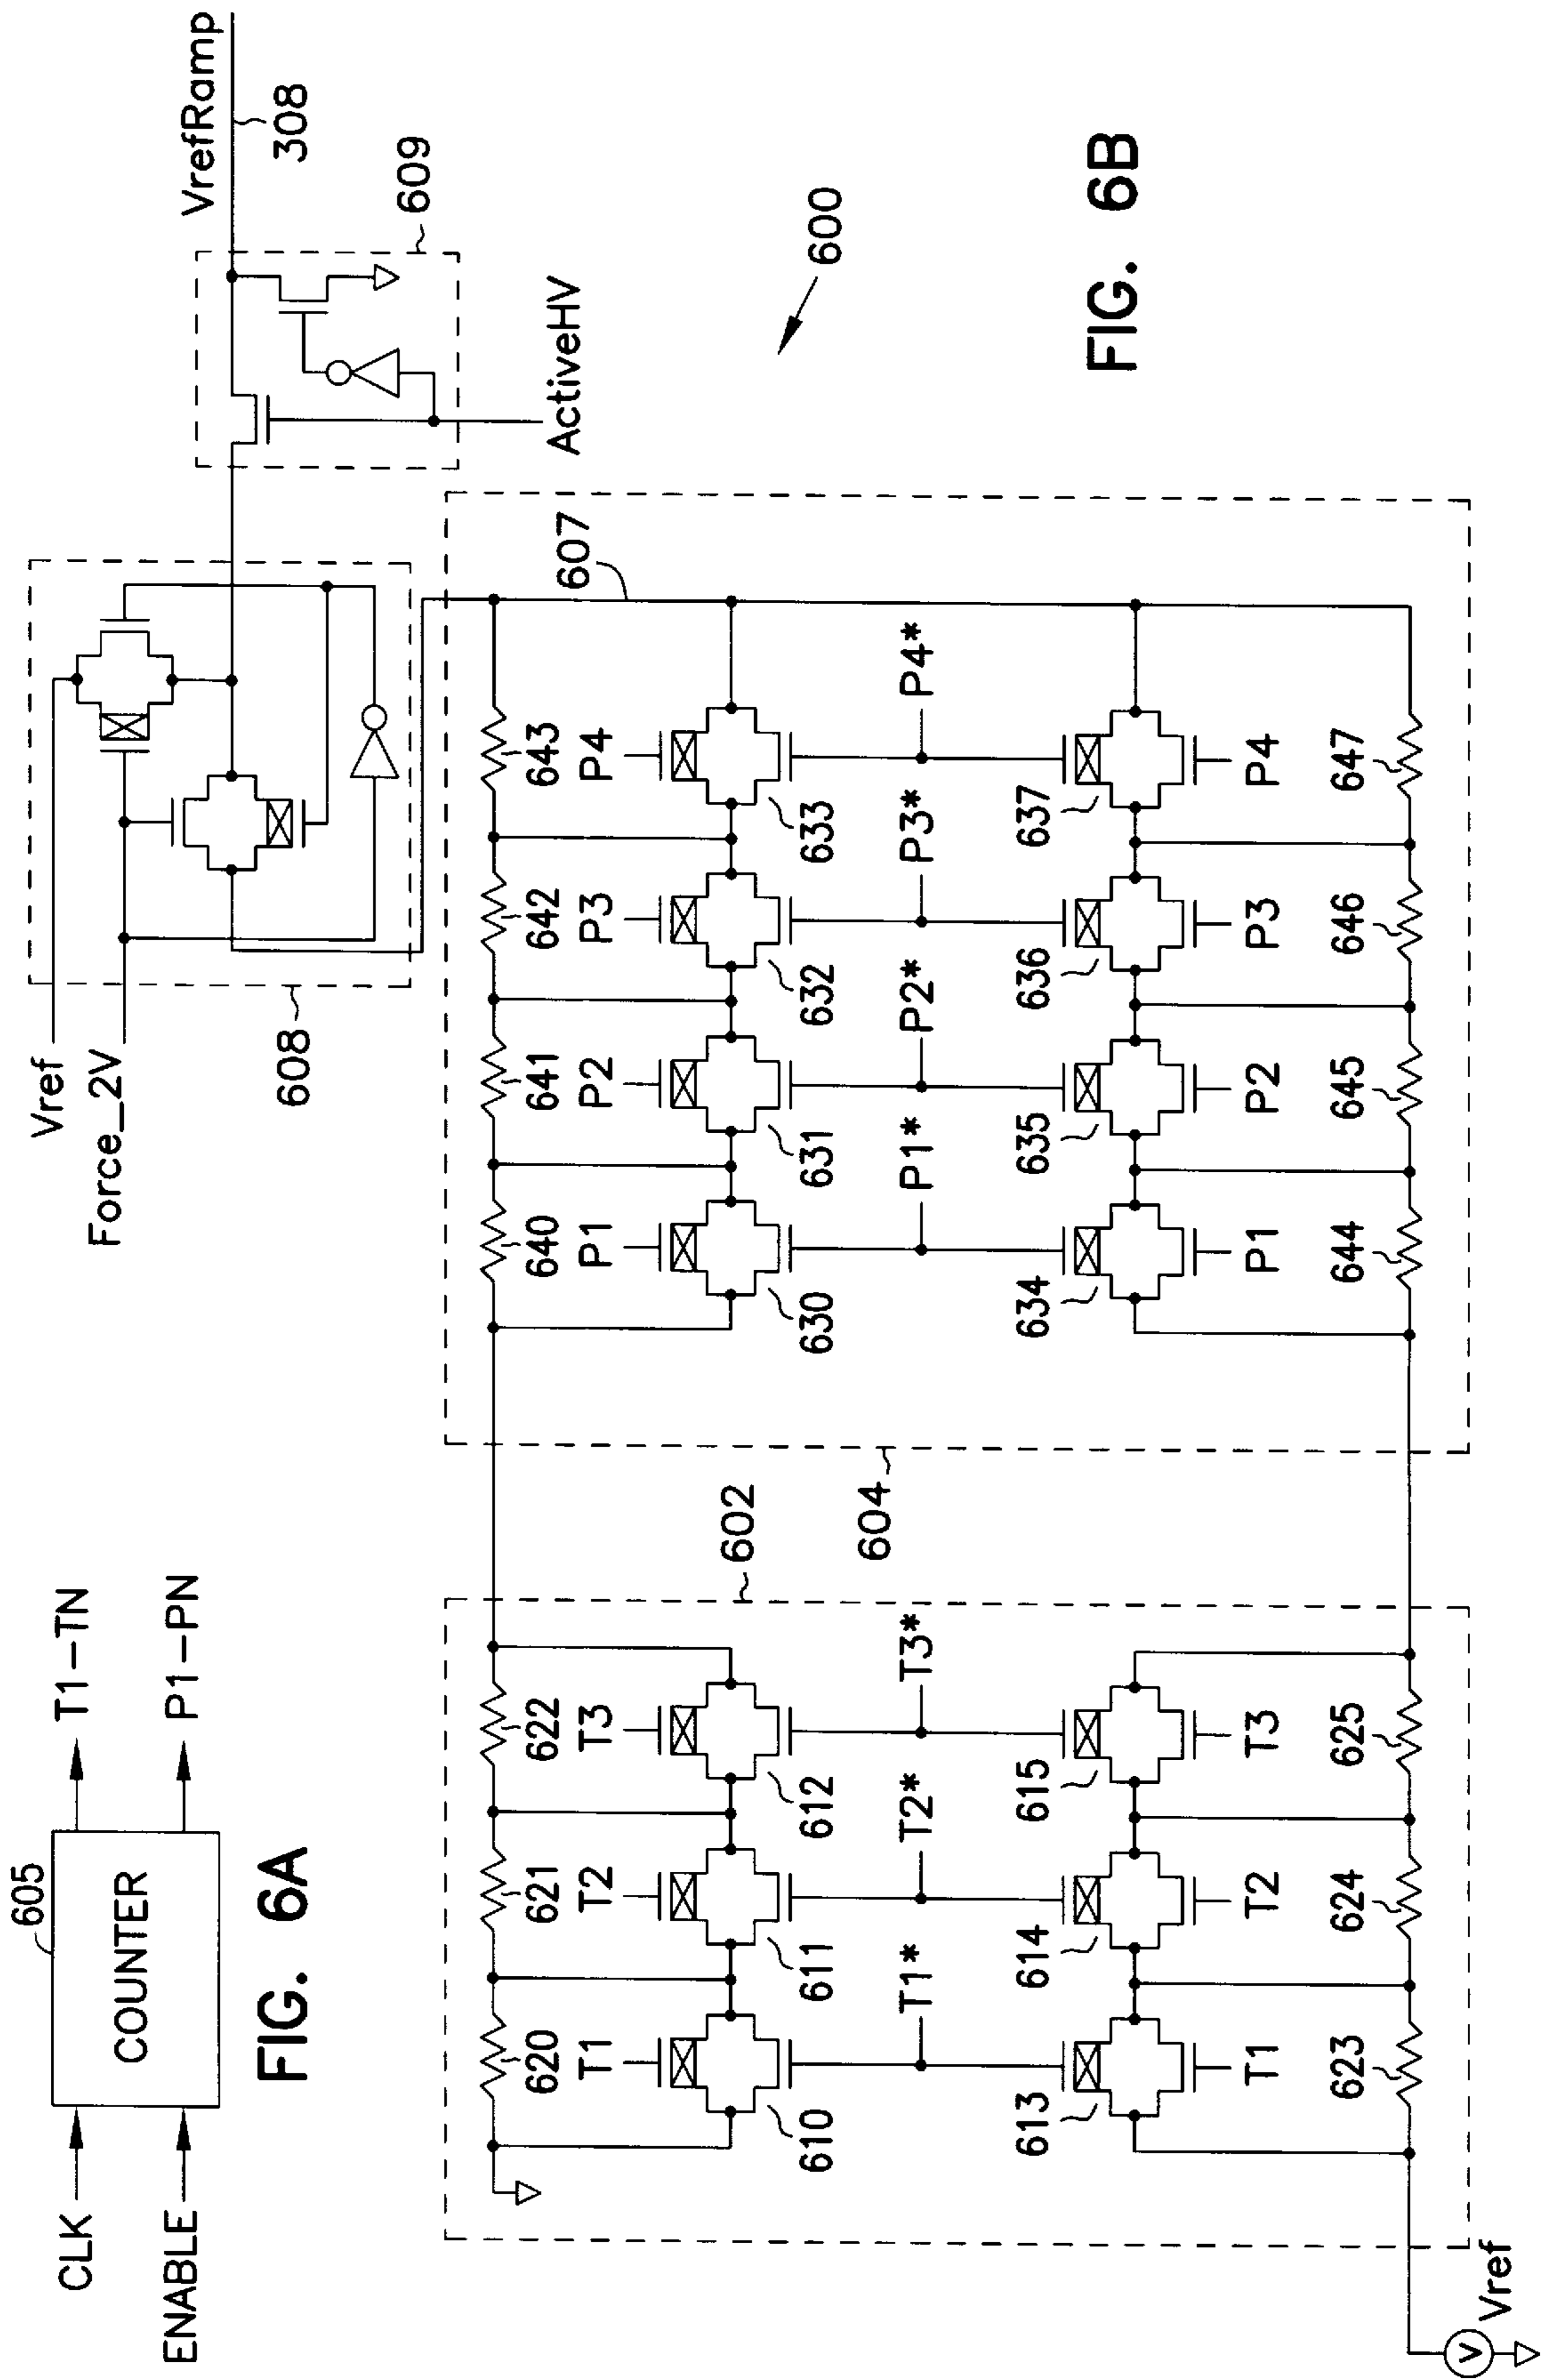 605
CLK
ENABLE
COUNTER
T1–TN
P1–PN
FIG. 6A
Vref
Force_2V
608
VrefRamp
308
609
ActiveHV
600
FIG. 6B
602
604
607
620
621
622
640
641
642
643
T1
T2
T3
P1
P2
P3
P4
610
611
612
630
631
632
633
T1*
T2*
T3*
P1*
P2*
P3*
P4*
613
614
615
634
635
636
637
T1
T2
T3
P1
P2
P3
P4
623
624
625
644
645
646
647
V
Vref